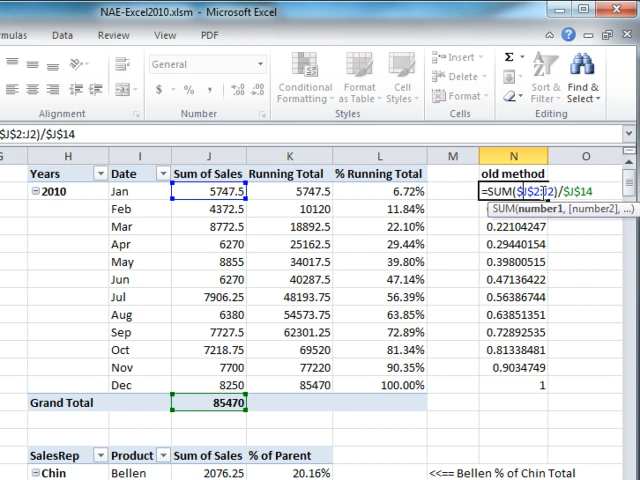 NAE-Excel2010.xlsm - Microsoft Excel
ormulas Data Review View PDF
General
Conditional Formatting Format as Table Cell Styles
Insert Delete Format
Sort & Filter Find & Select
Alignment Number Styles Cells Editing
$J$2:J2)/$J$14
G H I J K L M N O
Years Date Sum of Sales Running Total % Running Total old method
2010 Jan 5747.5 5747.5 6.72% =SUM($J$2:J2)/$J$14
Feb 4372.5 10120 11.84% SUM(number1, [number2], ...)
Mar 8772.5 18892.5 22.10% 0.22104247
Apr 6270 25162.5 29.44% 0.29440154
May 8855 34017.5 39.80% 0.39800515
Jun 6270 40287.5 47.14% 0.47136422
Jul 7906.25 48193.75 56.39% 0.56386744
Aug 6380 54573.75 63.85% 0.63851351
Sep 7727.5 62301.25 72.89% 0.72892535
Oct 7218.75 69520 81.34% 0.81338481
Nov 7700 77220 90.35% 0.9034749
Dec 8250 85470 100.00% 1
Grand Total 85470
SalesRep Product Sum of Sales % of Parent
Chin Bellen 2076.25 20.16% <<== Bellen % of Chin Total